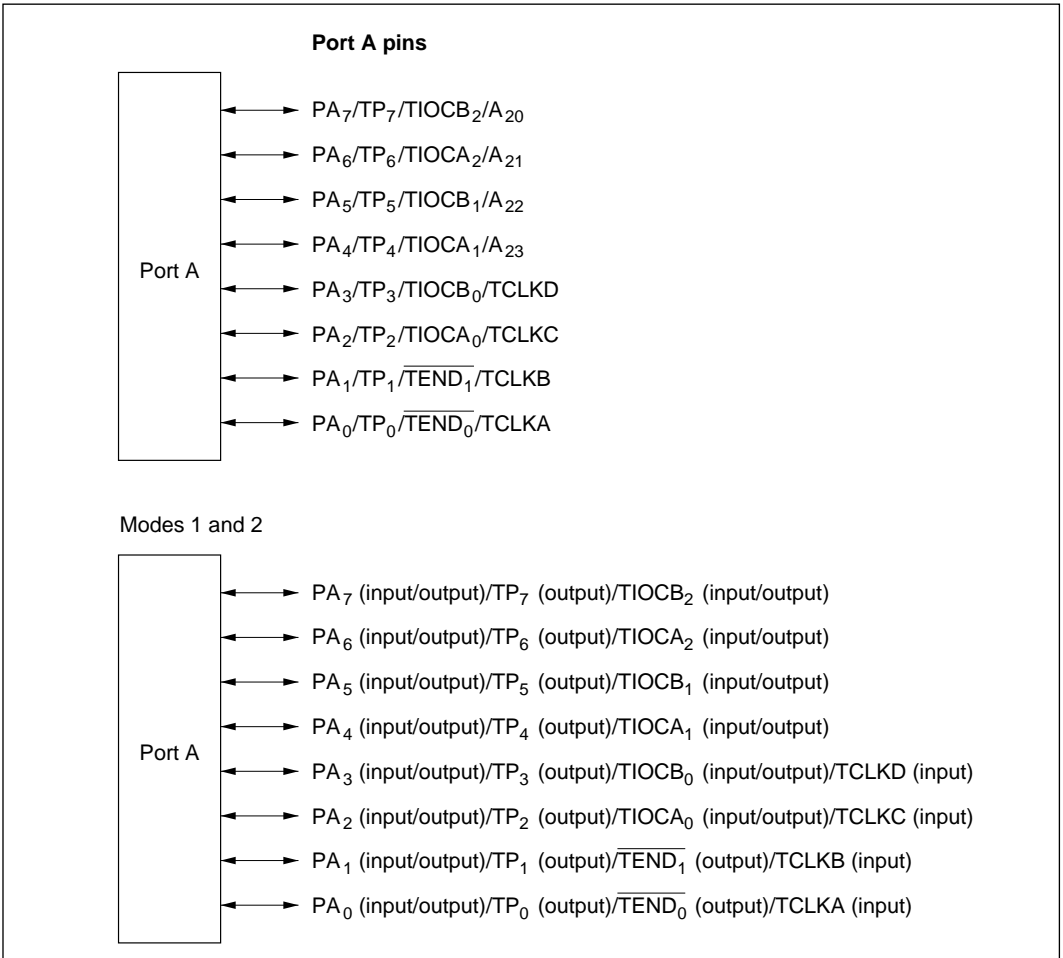 Port A pins
PA₇/TP₇/TIOCB₂/A₂₀
PA₆/TP₆/TIOCA₂/A₂₁
PA₅/TP₅/TIOCB₁/A₂₂
PA₄/TP₄/TIOCA₁/A₂₃
Port A
PA₃/TP₃/TIOCB₀/TCLKD
PA₂/TP₂/TIOCA₀/TCLKC
PA₁/TP₁/T̅E̅N̅D̅₁̅/TCLKB
PA₀/TP₀/T̅E̅N̅D̅₀̅/TCLKA
Modes 1 and 2
PA₇ (input/output)/TP₇ (output)/TIOCB₂ (input/output)
PA₆ (input/output)/TP₆ (output)/TIOCA₂ (input/output)
PA₅ (input/output)/TP₅ (output)/TIOCB₁ (input/output)
PA₄ (input/output)/TP₄ (output)/TIOCA₁ (input/output)
Port A
PA₃ (input/output)/TP₃ (output)/TIOCB₀ (input/output)/TCLKD (input)
PA₂ (input/output)/TP₂ (output)/TIOCA₀ (input/output)/TCLKC (input)
PA₁ (input/output)/TP₁ (output)/T̅E̅N̅D̅₁̅ (output)/TCLKB (input)
PA₀ (input/output)/TP₀ (output)/T̅E̅N̅D̅₀̅ (output)/TCLKA (input)